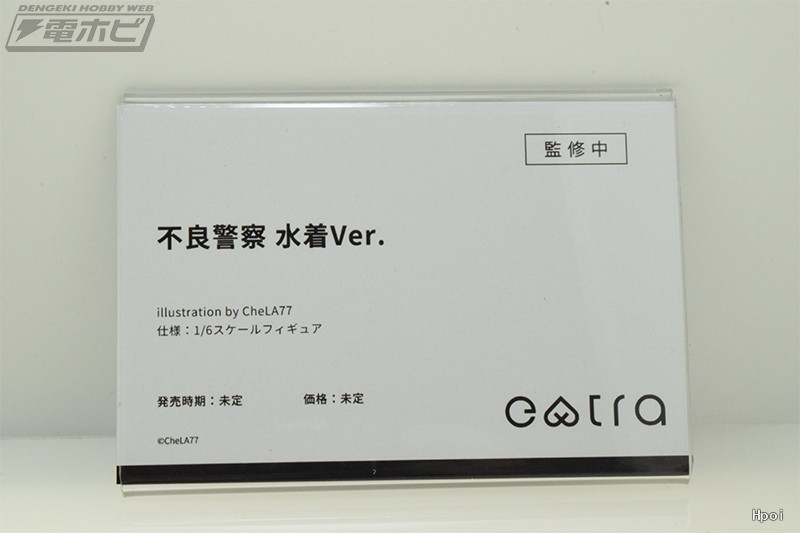 DENGEKI HOBBY WEB
電ホビ
監修中
不良警察 水着Ver.
illustration by CheLA77
仕様：1/6スケールフィギュア
発売時期：未定
価格：未定
extra
©CheLA77
Hpoi